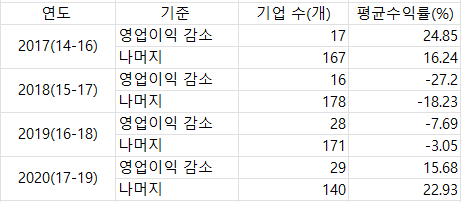 연도 기준 기업 수(개) 평균수익률(%)
2017(14-16) 영업이익 감소 17 24.85
나머지 167 16.24
2018(15-17) 영업이익 감소 16 -27.2
나머지 178 -18.23
2019(16-18) 영업이익 감소 28 -7.69
나머지 171 -3.05
2020(17-19) 영업이익 감소 29 15.68
나머지 140 22.93